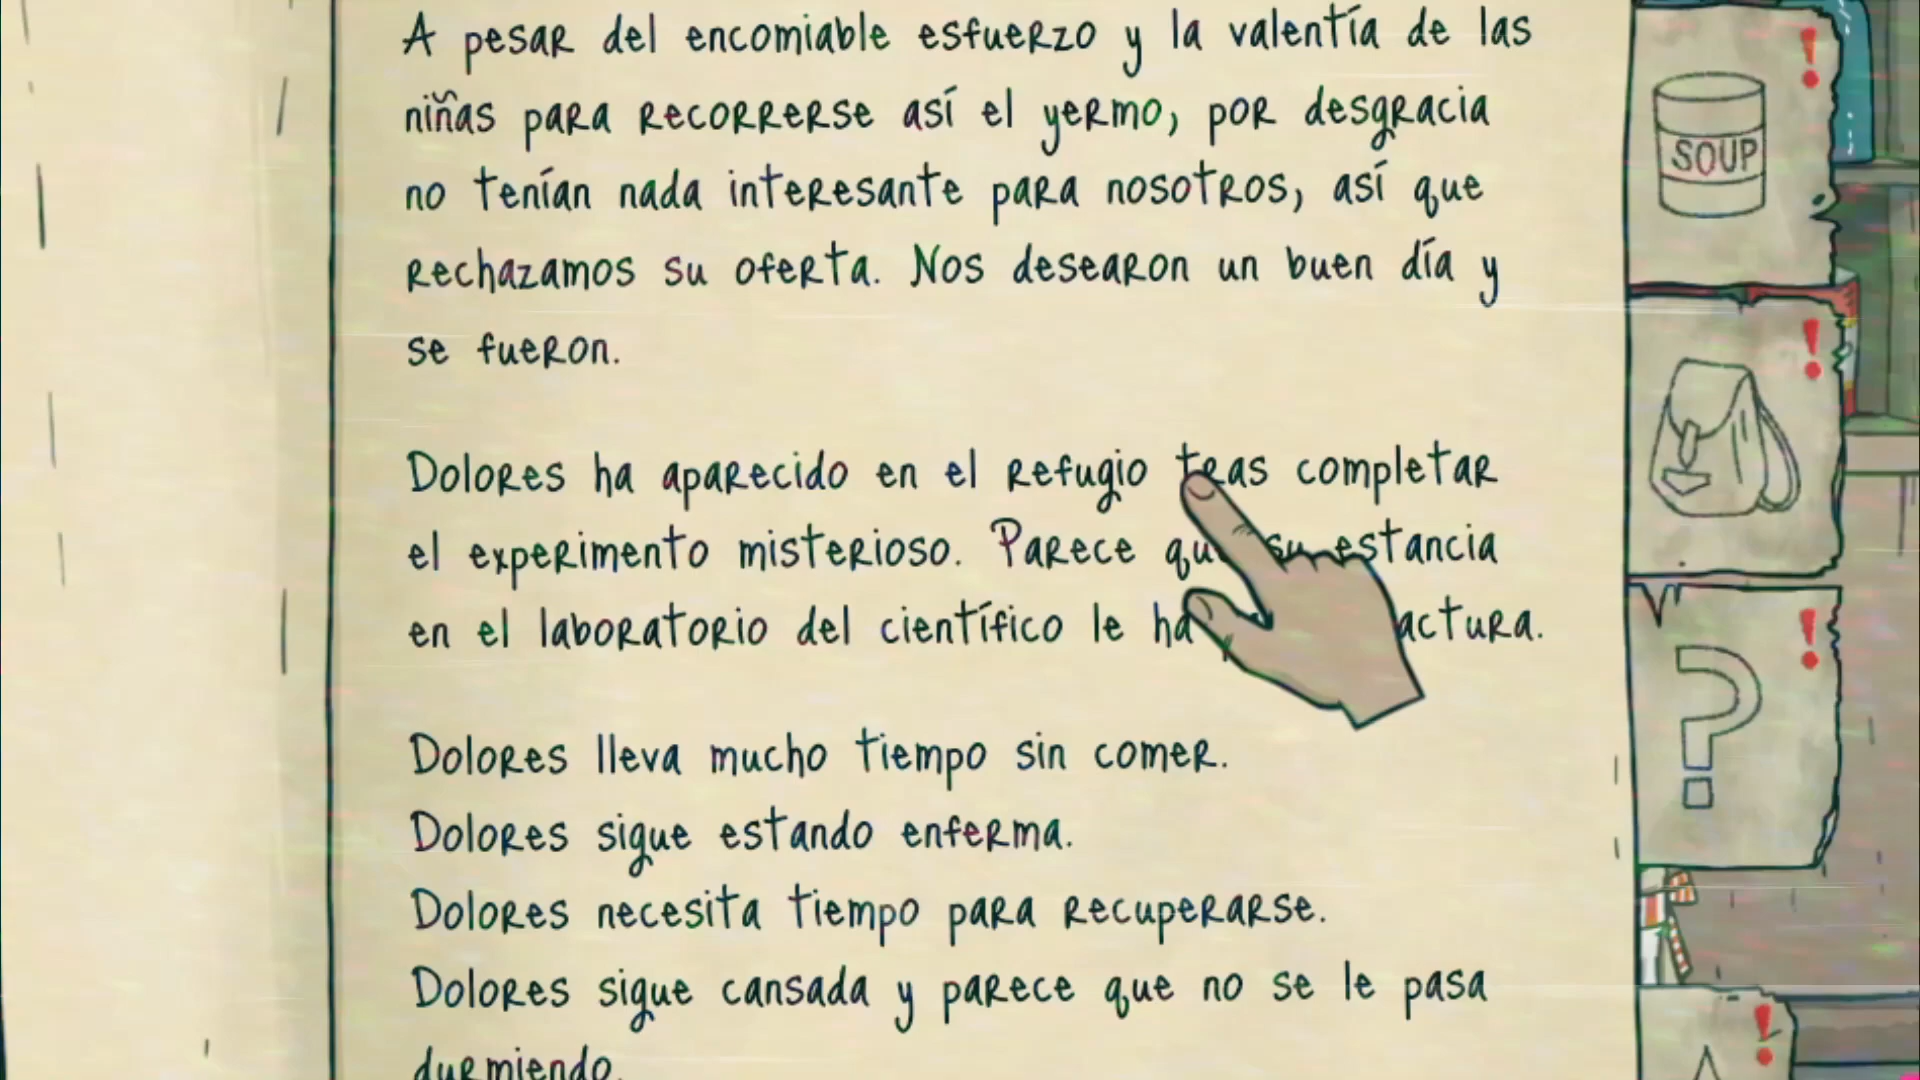 A pesar del encomiable esfuerzo y la valentía de las
niñas para recorrerse así el yermo, por desgracia
no tenían nada interesante para nosotros, así que
rechazamos su oferta. Nos desearon un buen día y
se fueron.
Dolores ha aparecido en el refugio tras completar
el experimento misterioso. Parece que su estancia
en el laboratorio del científico le ha
Dolores lleva mucho tiempo sin comer.
Dolores sigue estando enferma.
Dolores necesita tiempo para recuperarse.
Dolores sigue cansada y parece que no se le pasa
durmiendo.
SOUP
?